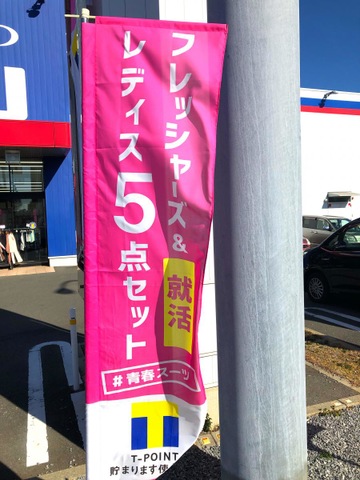 フレッシャーズ&就活
レディス5点セット
#青春スーツ
T-POINT
貯まります使